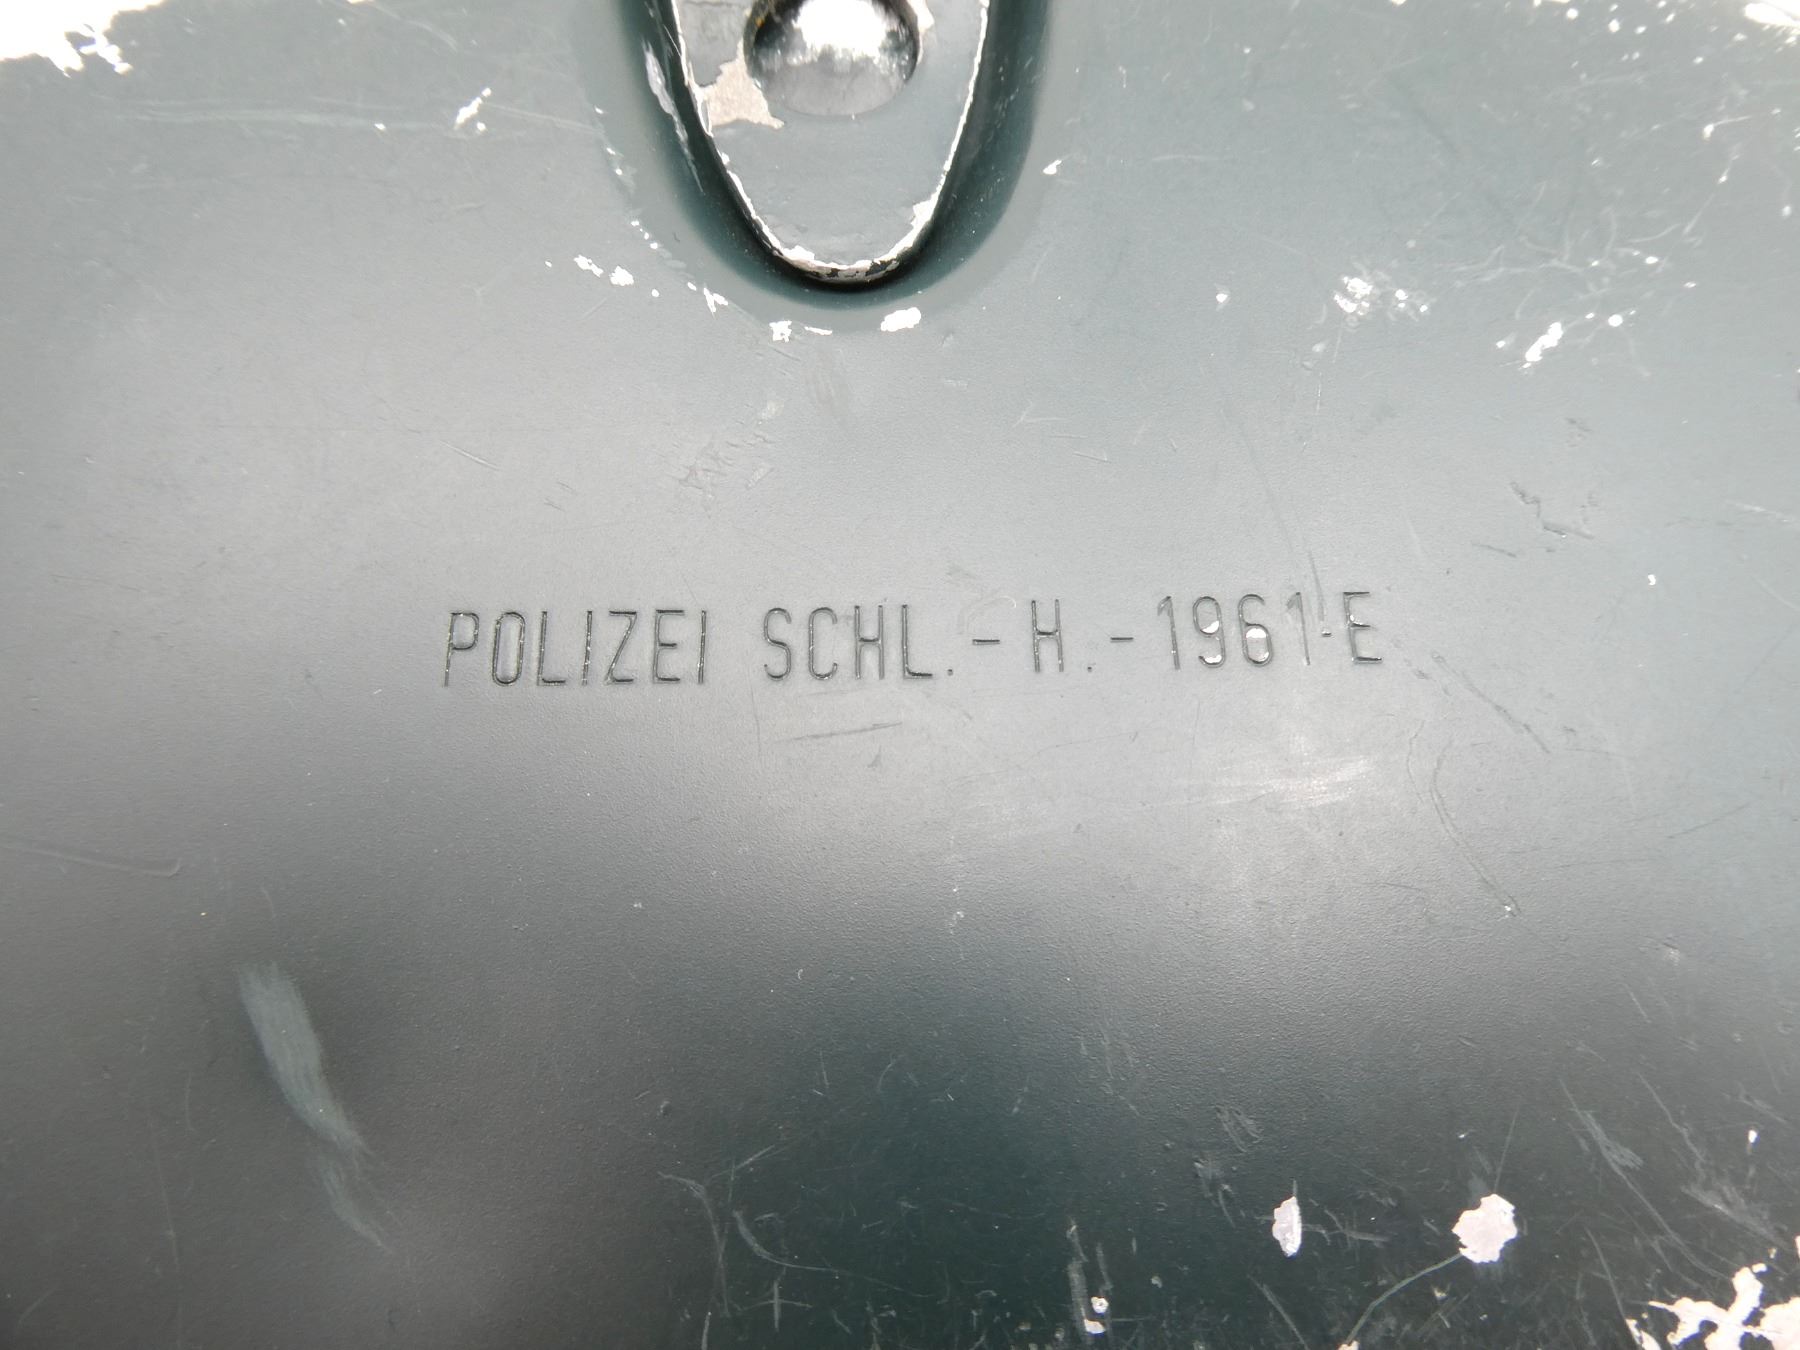 POLIZEI SCHL.-H.-1961-E